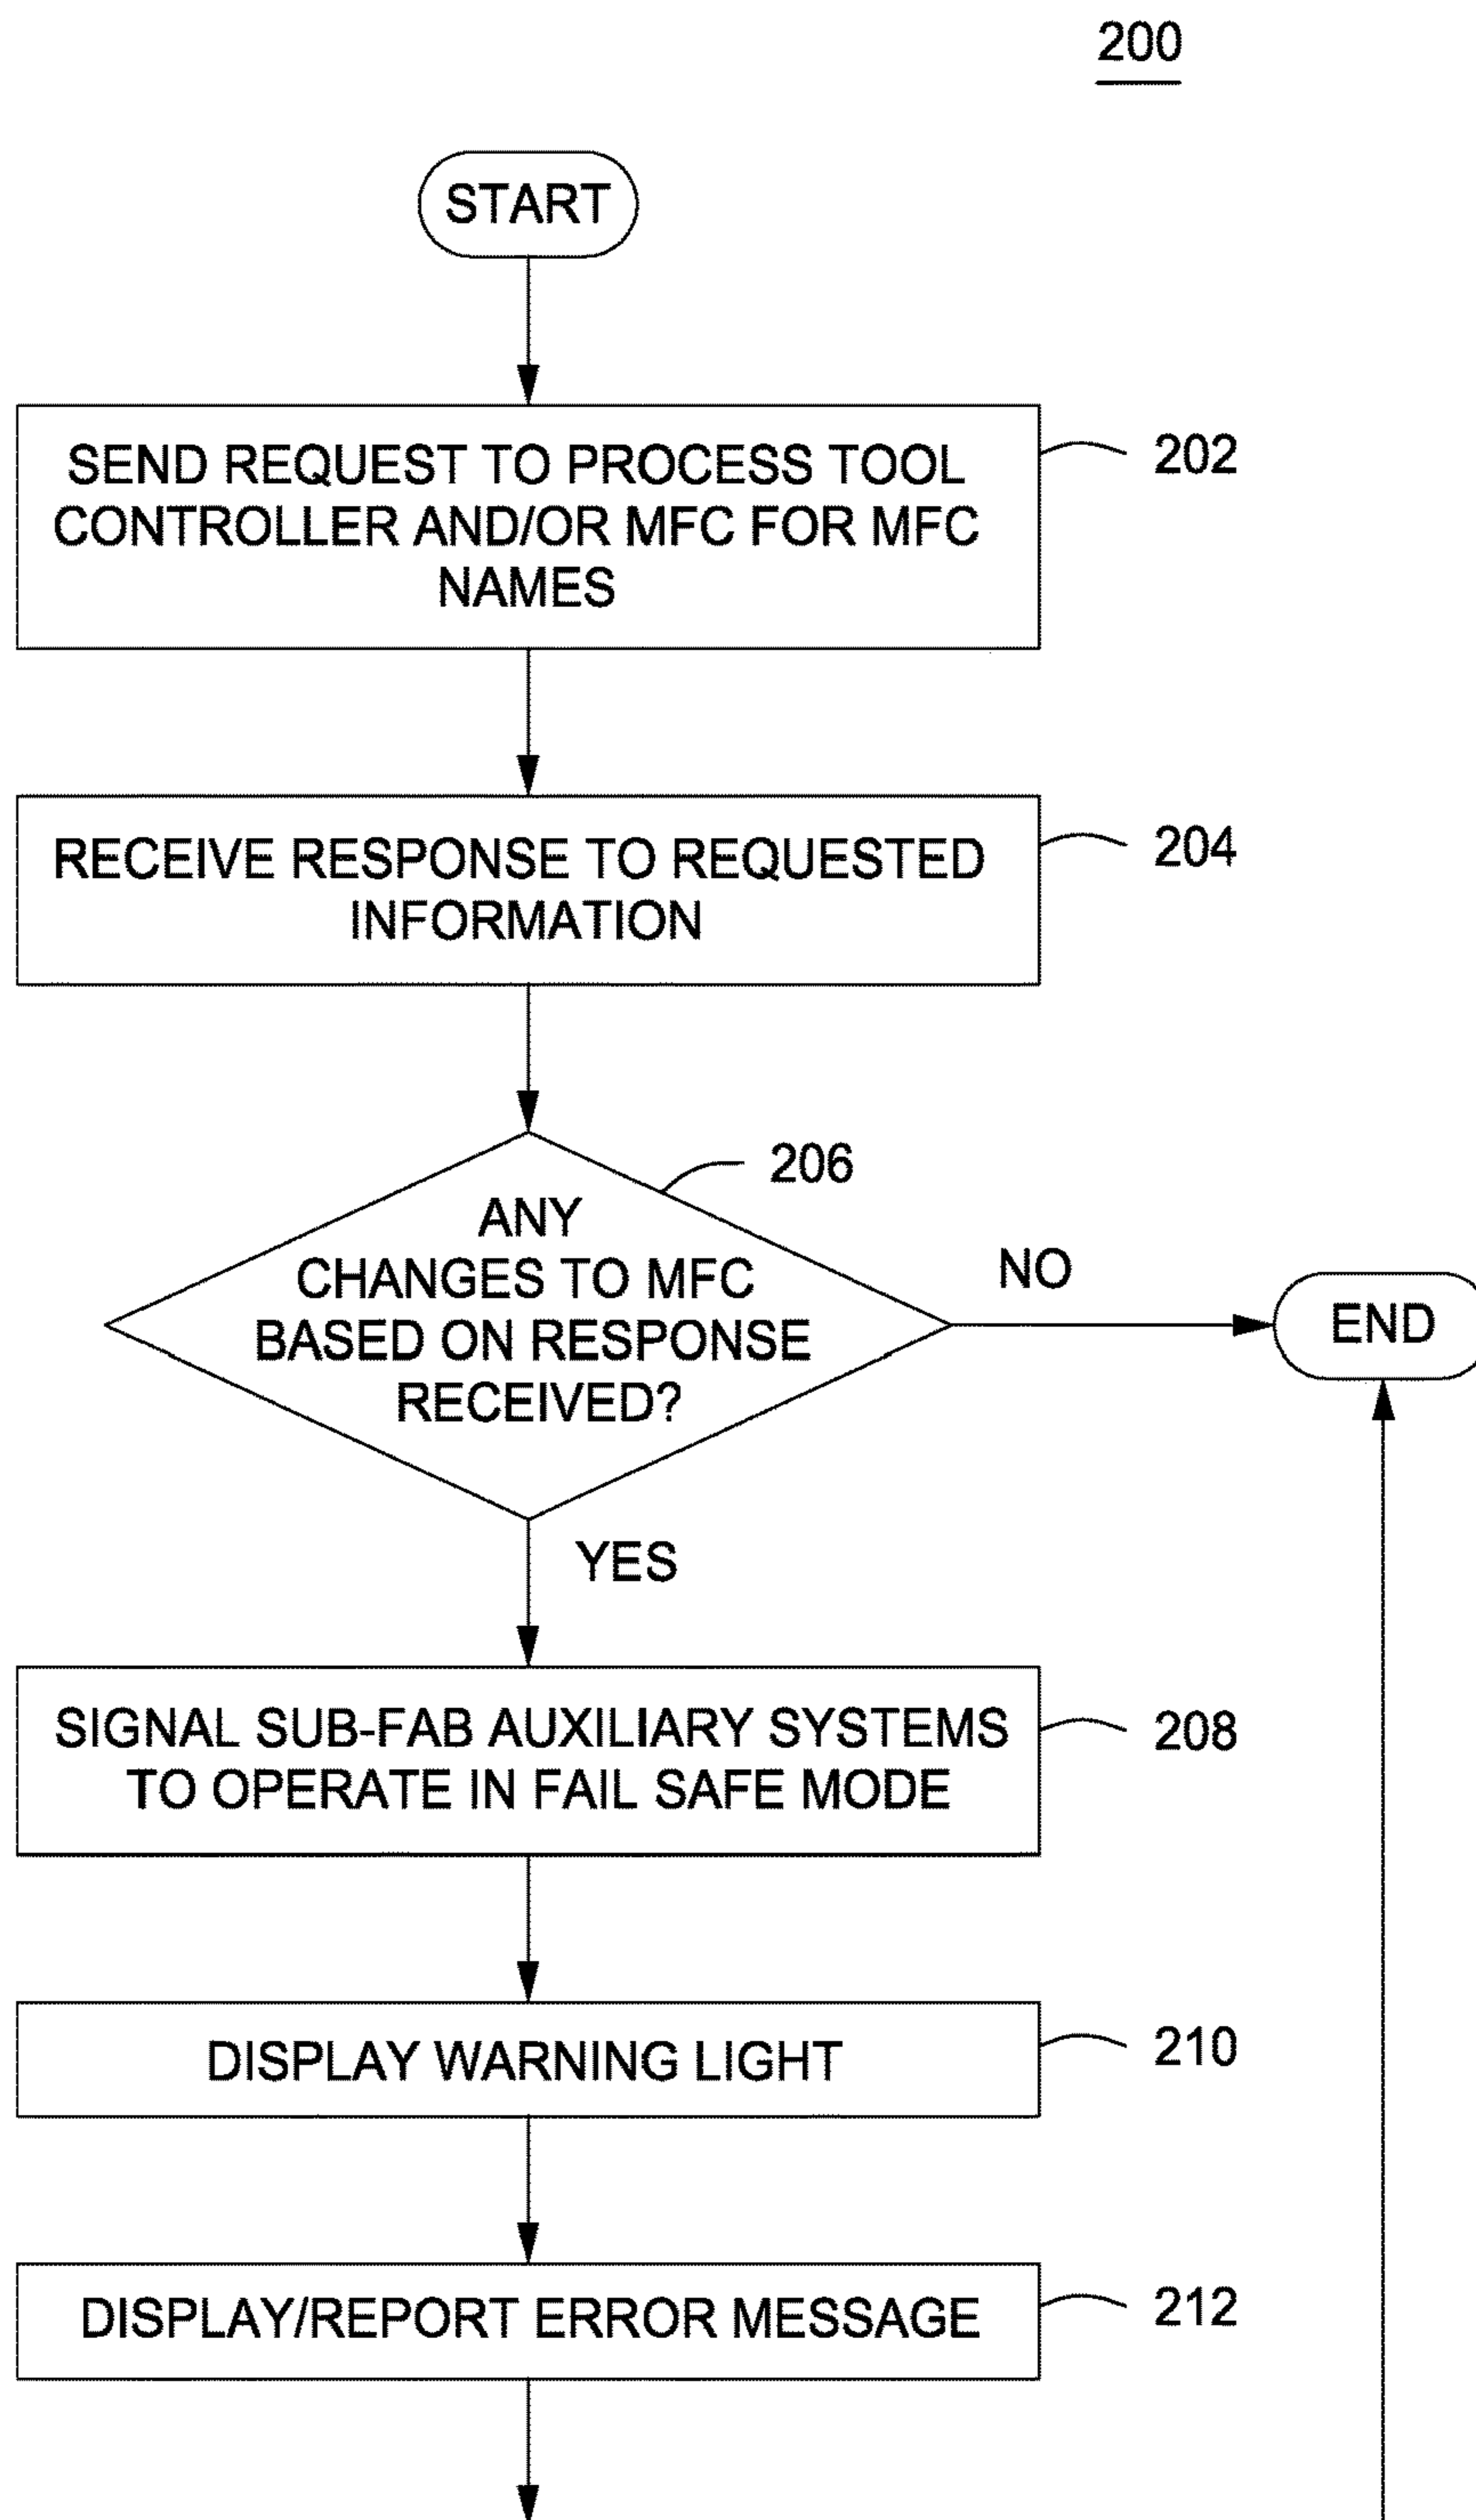 200
START
SEND REQUEST TO PROCESS TOOL
CONTROLLER AND/OR MFC FOR MFC
NAMES
202
RECEIVE RESPONSE TO REQUESTED
INFORMATION
204
206
ANY
CHANGES TO MFC
BASED ON RESPONSE
RECEIVED?
NO
END
YES
SIGNAL SUB-FAB AUXILIARY SYSTEMS
TO OPERATE IN FAIL SAFE MODE
208
DISPLAY WARNING LIGHT
210
DISPLAY/REPORT ERROR MESSAGE
212